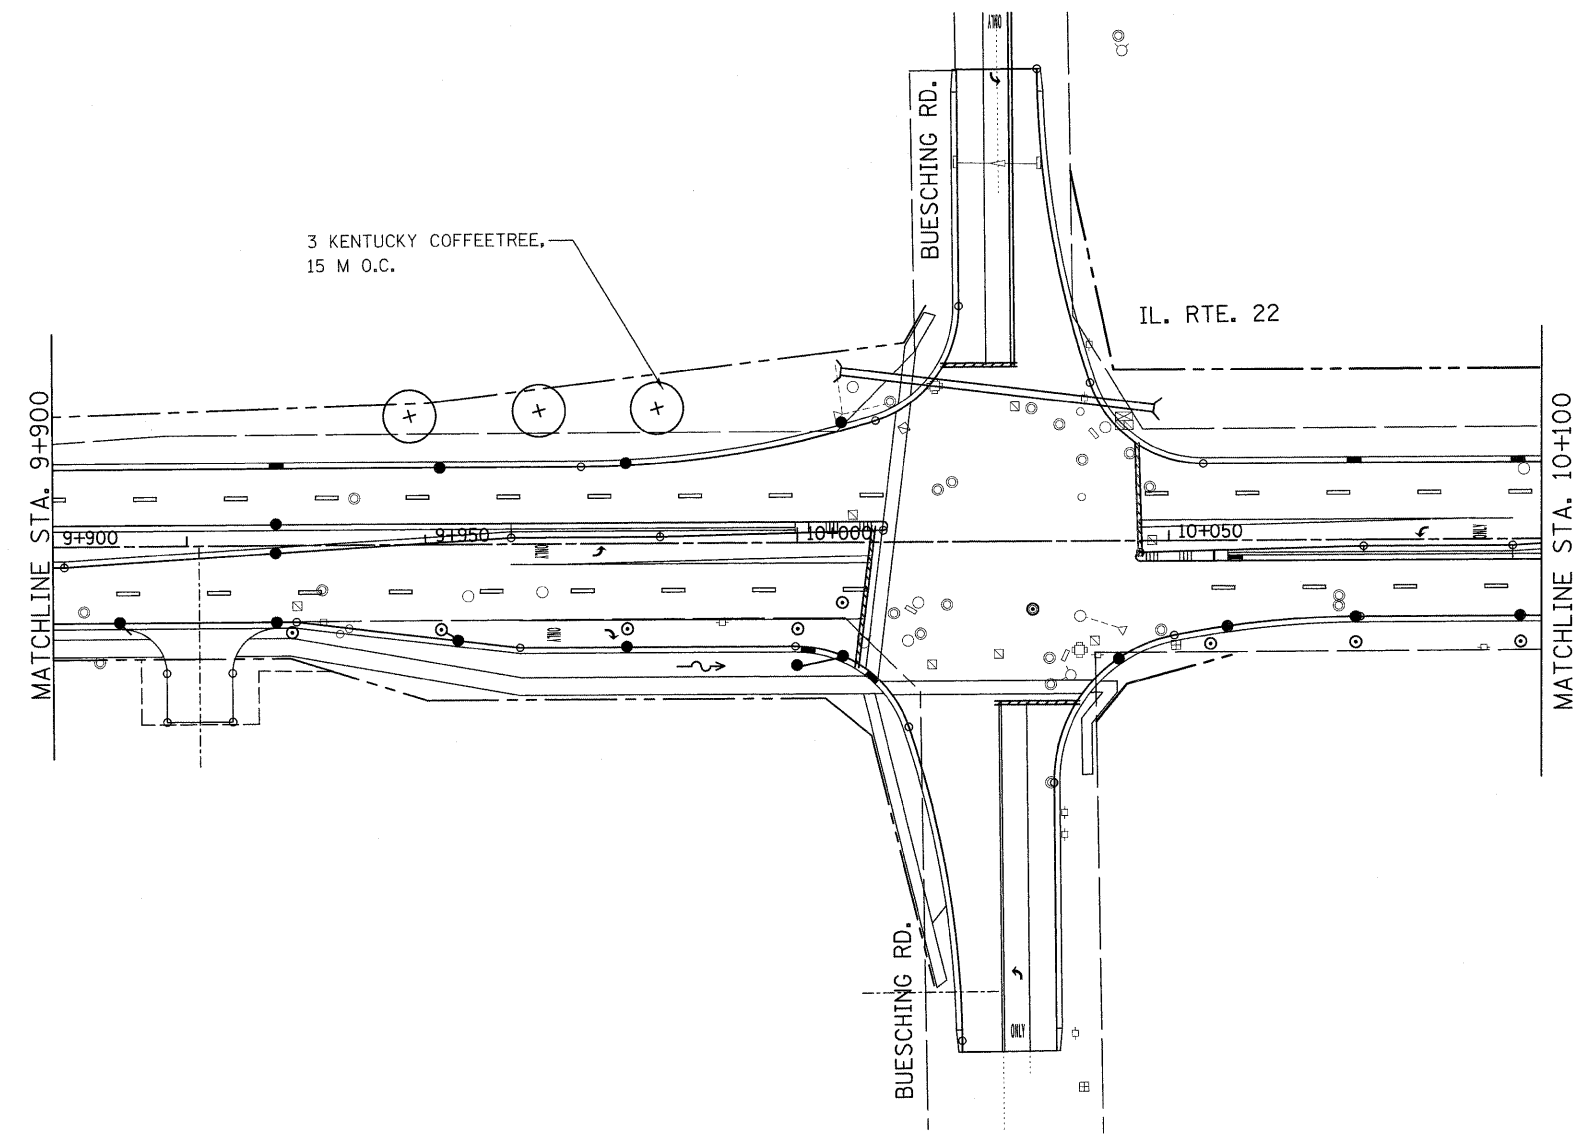 ONLY
BUESCHING RD.
3 KENTUCKY COFFEETREE,
15 M O.C.
IL. RTE. 22
MATCHLINE STA. 9+900
MATCHLINE STA. 10+100
9+900
9+950
10+000
10+050
ONLY
ONLY
ONLY
BUESCHING RD.
ONLY